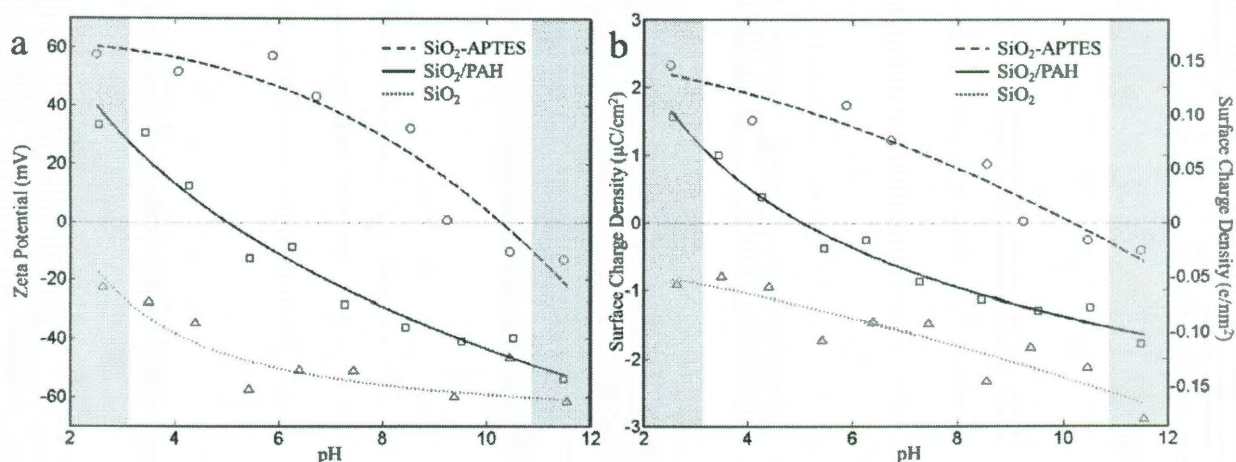 a
60
40
20
0
-20
-40
-60
Zeta Potential (mV)
2 4 6 8 10 12
pH
SiO2-APTES
SiO2/PAH
SiO2
b
3
2
1
0
-1
-2
-3
Surface Charge Density (μC/cm²)
2 4 6 8 10 12
pH
SiO2-APTES
SiO2/PAH
SiO2
0.15
0.10
0.05
0
-0.05
-0.10
-0.15
Surface Charge Density (e/nm²)